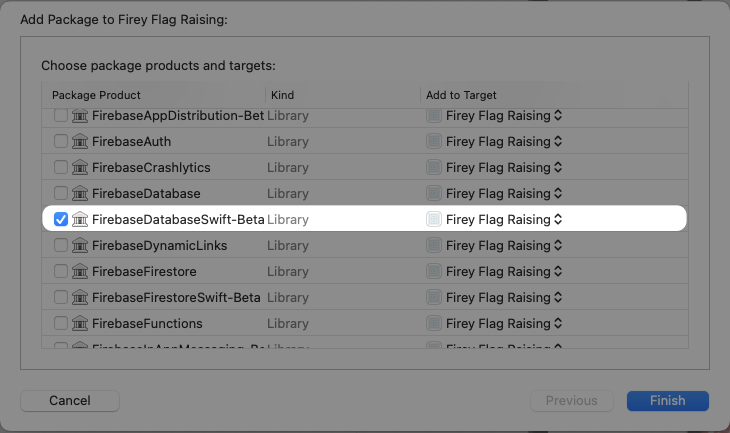 Add Package to Firey Flag Raising:
Choose package products and targets:
Package Product Kind Add to Target
FirebaseAppDistribution-Bet Library Firey Flag Raising
FirebaseAuth Library Firey Flag Raising
FirebaseCrashlytics Library Firey Flag Raising
FirebaseDatabase Library Firey Flag Raising
FirebaseDatabaseSwift-Beta Library Firey Flag Raising
FirebaseDynamicLinks Library Firey Flag Raising
FirebaseFirestore Library Firey Flag Raising
FirebaseFirestoreSwift-Beta Library Firey Flag Raising
FirebaseFunctions Library Firey Flag Raising
FirebaseInAppMessaging-Be Library Firey Flag Raising
Cancel Previous Finish